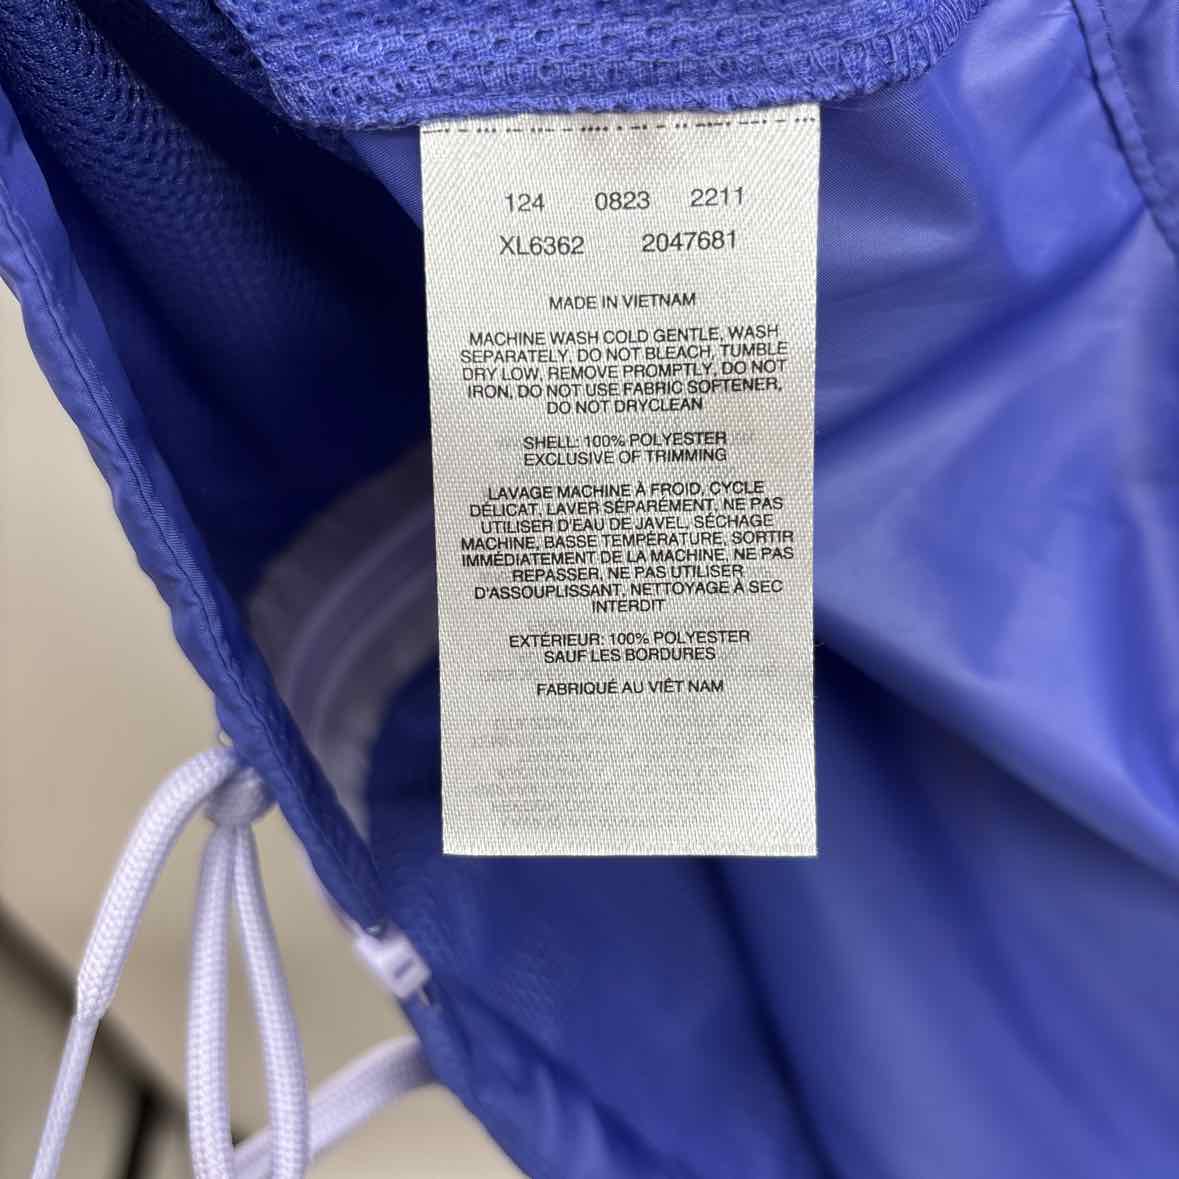 124 0823 2211
XL6362 2047681
MADE IN VIETNAM
MACHINE WASH COLD GENTLE, WASH
SEPARATELY, DO NOT BLEACH, TUMBLE
DRY LOW, REMOVE PROMPTLY, DO NOT
IRON, DO NOT USE FABRIC SOFTENER,
DO NOT DRYCLEAN
SHELL: 100% POLYESTER
EXCLUSIVE OF TRIMMING
LAVAGE MACHINE À FROID, CYCLE
DÉLICAT, LAVER SÉPARÉMENT, NE PAS
UTILISER D'EAU DE JAVEL, SÉCHAGE
MACHINE, BASSE TEMPÉRATURE, SORTIR
IMMÉDIATEMENT DE LA MACHINE, NE PAS
REPASSER, NE PAS UTILISER
D'ASSOUPLISSANT, NETTOYAGE À SEC
INTERDIT
EXTÉRIEUR: 100% POLYESTER
SAUF LES BORDURES
FABRIQUÉ AU VIÊT NAM